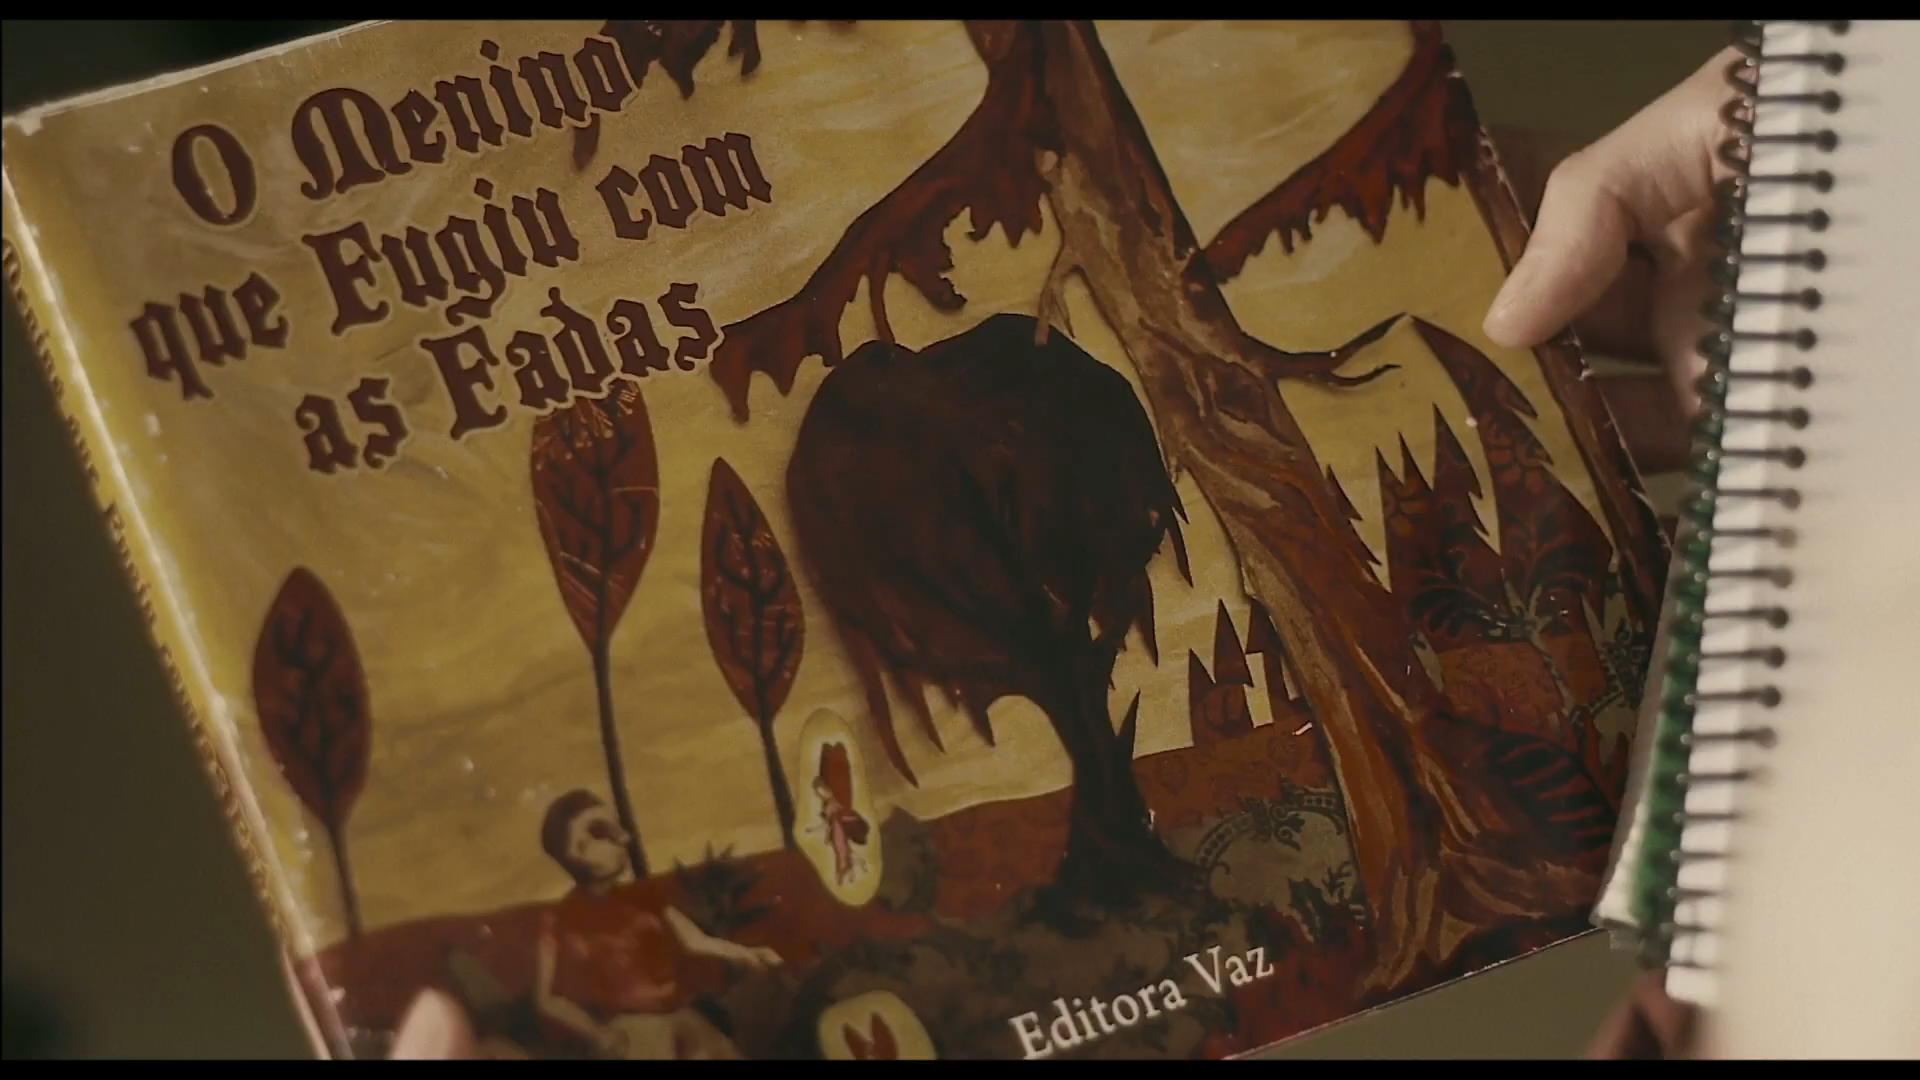 O Menino
que Fugiu com
as Fadas
Editora Vaz